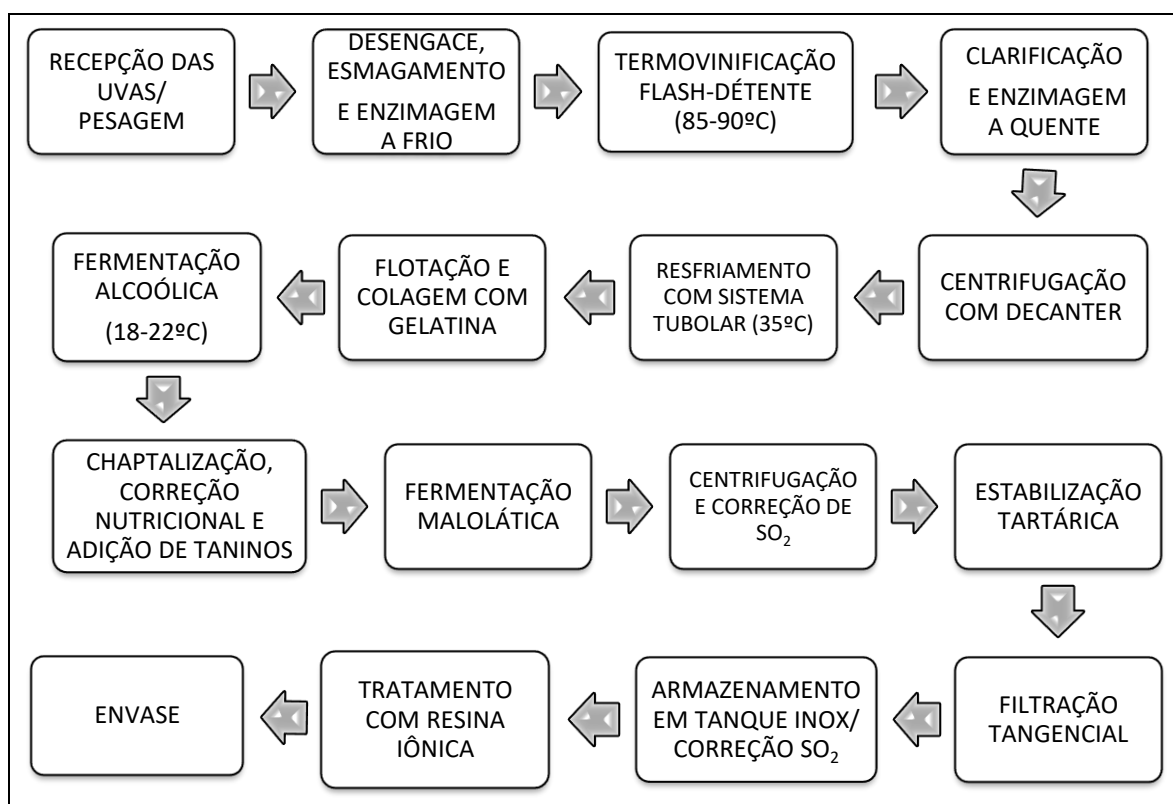 RECEPÇÃO DAS
UVAS/
PESAGEM
DESENGACE,
ESMAGAMENTO
E ENZIMAGEM
A FRIO
TERMOVINIFICAÇÃO
FLASH-DÉTENTE
(85-90ºC)
CLARIFICAÇÃO
E ENZIMAGEM
A QUENTE
CENTRIFUGAÇÃO
COM DECANTER
RESFRIAMENTO
COM SISTEMA
TUBOLAR (35ºC)
FLOTAÇÃO E
COLAGEM COM
GELATINA
FERMENTAÇÃO
ALCOÓLICA
(18-22ºC)
CHAPTALIZAÇÃO,
CORREÇÃO
NUTRICIONAL E
ADIÇÃO DE TANINOS
FERMENTAÇÃO
MALOLÁTICA
CENTRIFUGAÇÃO
E CORREÇÃO DE
SO₂
ESTABILIZAÇÃO
TARTÁRICA
FILTRAÇÃO
TANGENCIAL
ARMAZENAMENTO
EM TANQUE INOX/
CORREÇÃO SO₂
TRATAMENTO
COM RESINA
IÔNICA
ENVASE